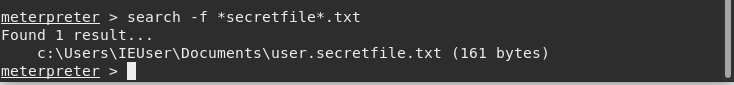 meterpreter > search -f *secretfile*.txt
Found 1 result...
    c:\Users\IEUser\Documents\user.secretfile.txt (161 bytes)
meterpreter >